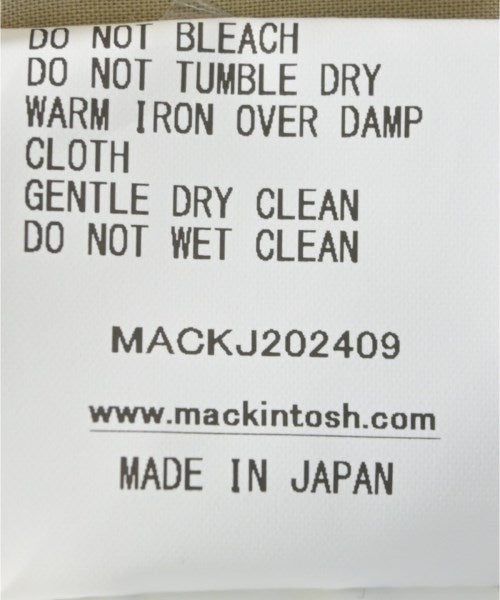 DO NOT BLEACH
DO NOT TUMBLE DRY
WARM IRON OVER DAMP
CLOTH
GENTLE DRY CLEAN
DO NOT WET CLEAN
MACKJ202409
www.mackintosh.com
MADE IN JAPAN